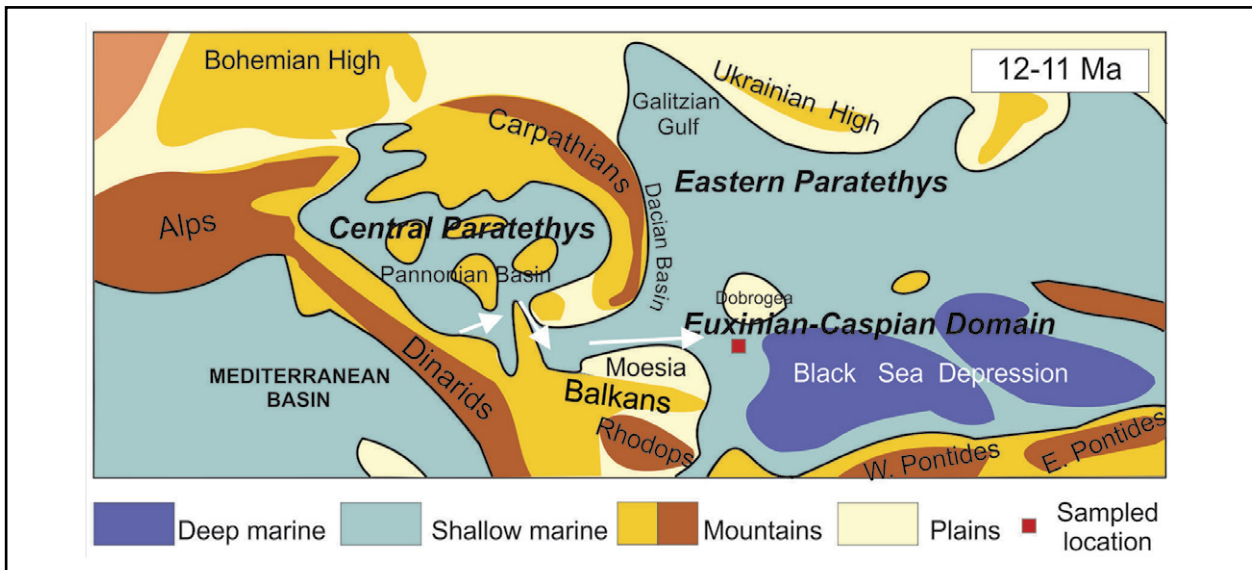 Bohemian High
12-11 Ma
Ukrainian High
Galitzian
Gulf
Carpathians
Eastern Paratethys
Alps
Central Paratethys
Dacian Basin
Pannonian Basin
Dobrogea
Euxinian-Caspian Domain
Dinarids
MEDITERRANEAN
BASIN
Moesia
Black Sea Depression
Balkans
Rhodops
W. Pontides
E. Pontides
Deep marine
Shallow marine
Mountains
Plains
Sampled
location